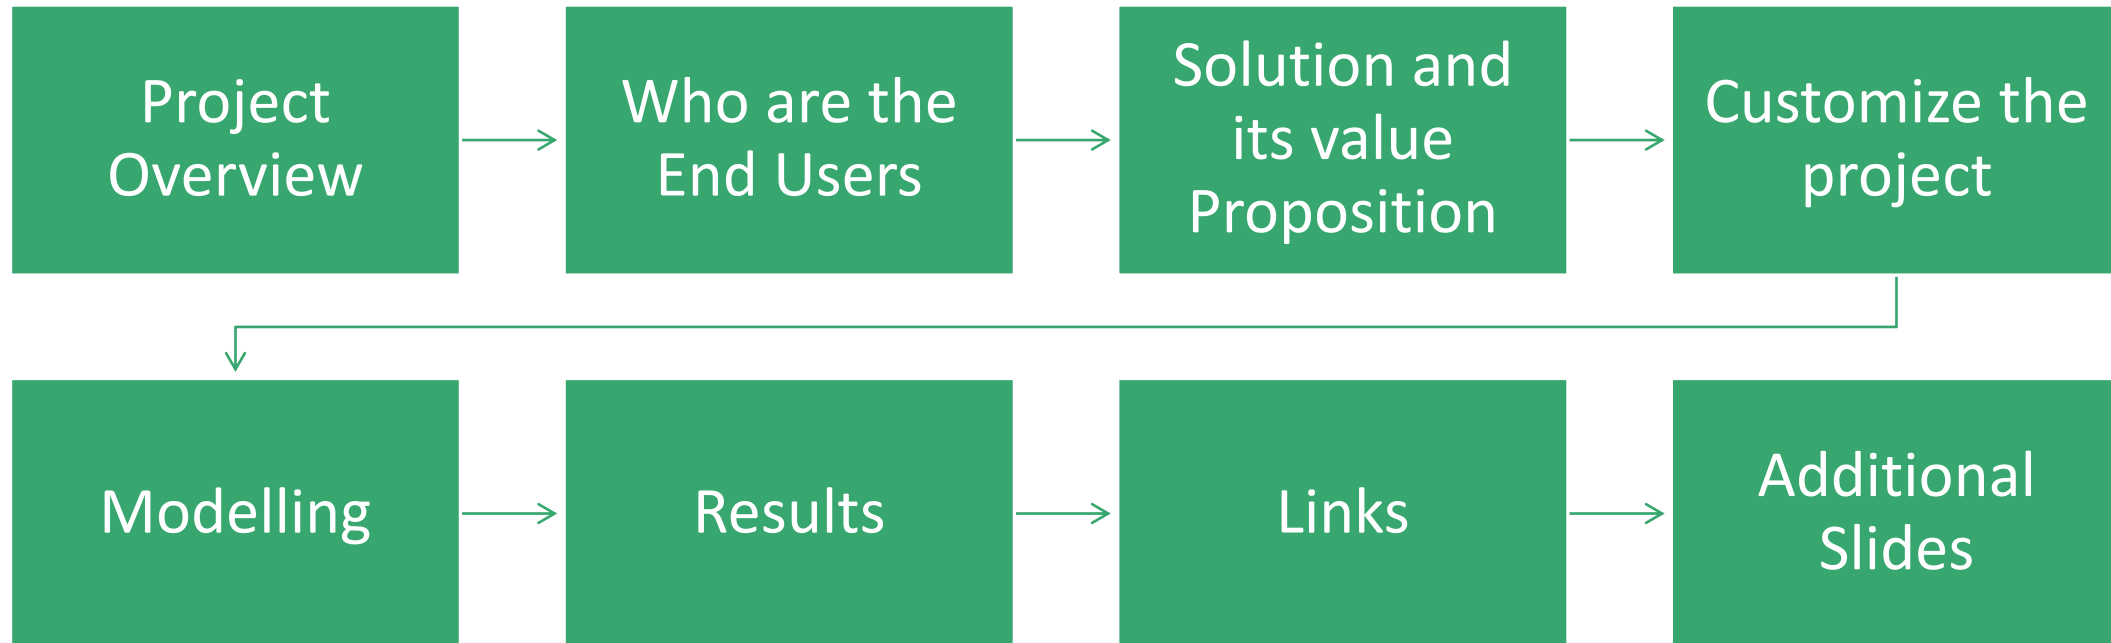 Project
Overview
Who are the
End Users
Solution and
its value
Proposition
Customize the
project
Modelling
Results
Links
Additional
Slides